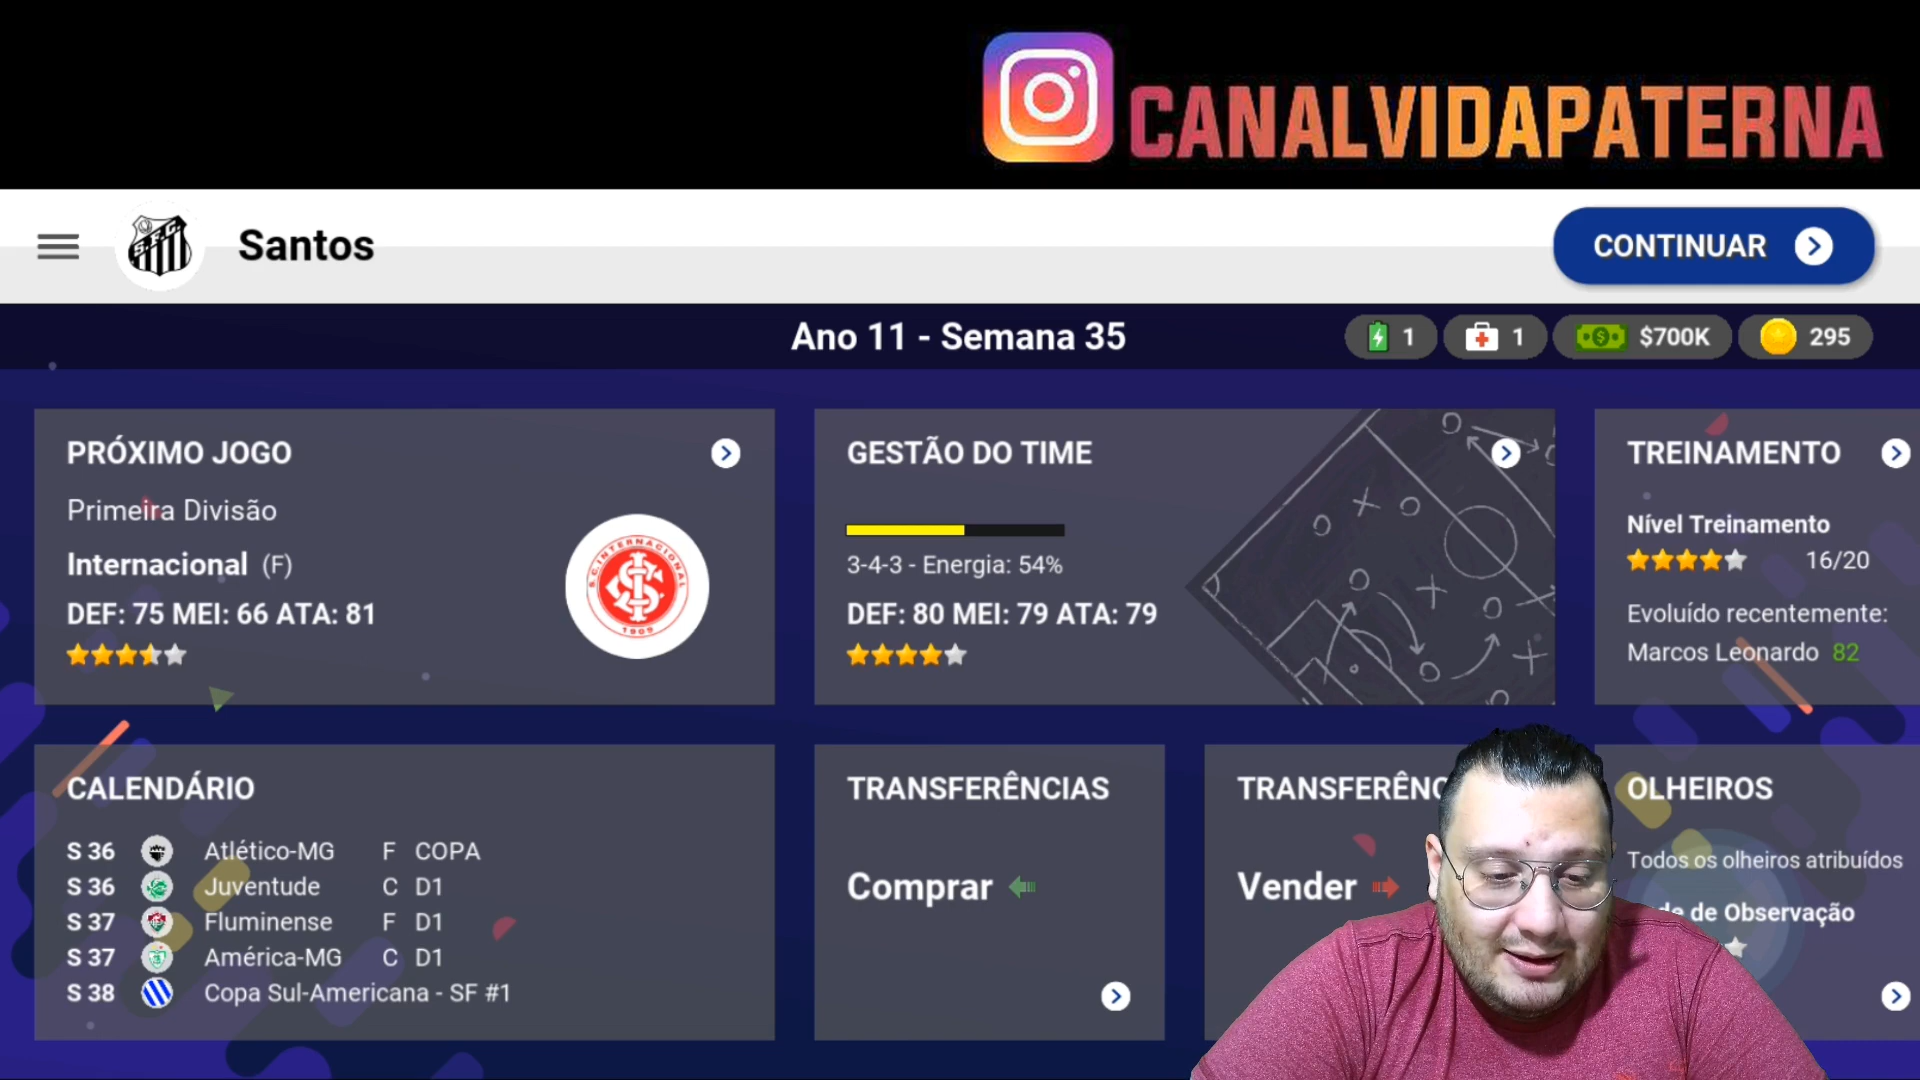 CANALVIDAPATERNA
Santos
CONTINUAR
Ano 11 - Semana 35
1
1
$700K
295
PRÓXIMO JOGO
Primeira Divisão
Internacional (F)
DEF: 75 MEI: 66 ATA: 81
S.C. INTERNACIONAL
1909
GESTÃO DO TIME
3-4-3 - Energia: 54%
DEF: 80 MEI: 79 ATA: 79
TREINAMENTO
Nível Treinamento
16/20
Evoluído recentemente:
Marcos Leonardo 82
CALENDÁRIO
S 36 Atlético-MG F COPA
S 36 Juventude C D1
S 37 Fluminense F D1
S 37 América-MG C D1
S 38 Copa Sul-Americana - SF #1
TRANSFERÊNCIAS
Comprar
TRANSFERÊNC
Vender
OLHEIROS
Todos os olheiros atribuídos
de Observação